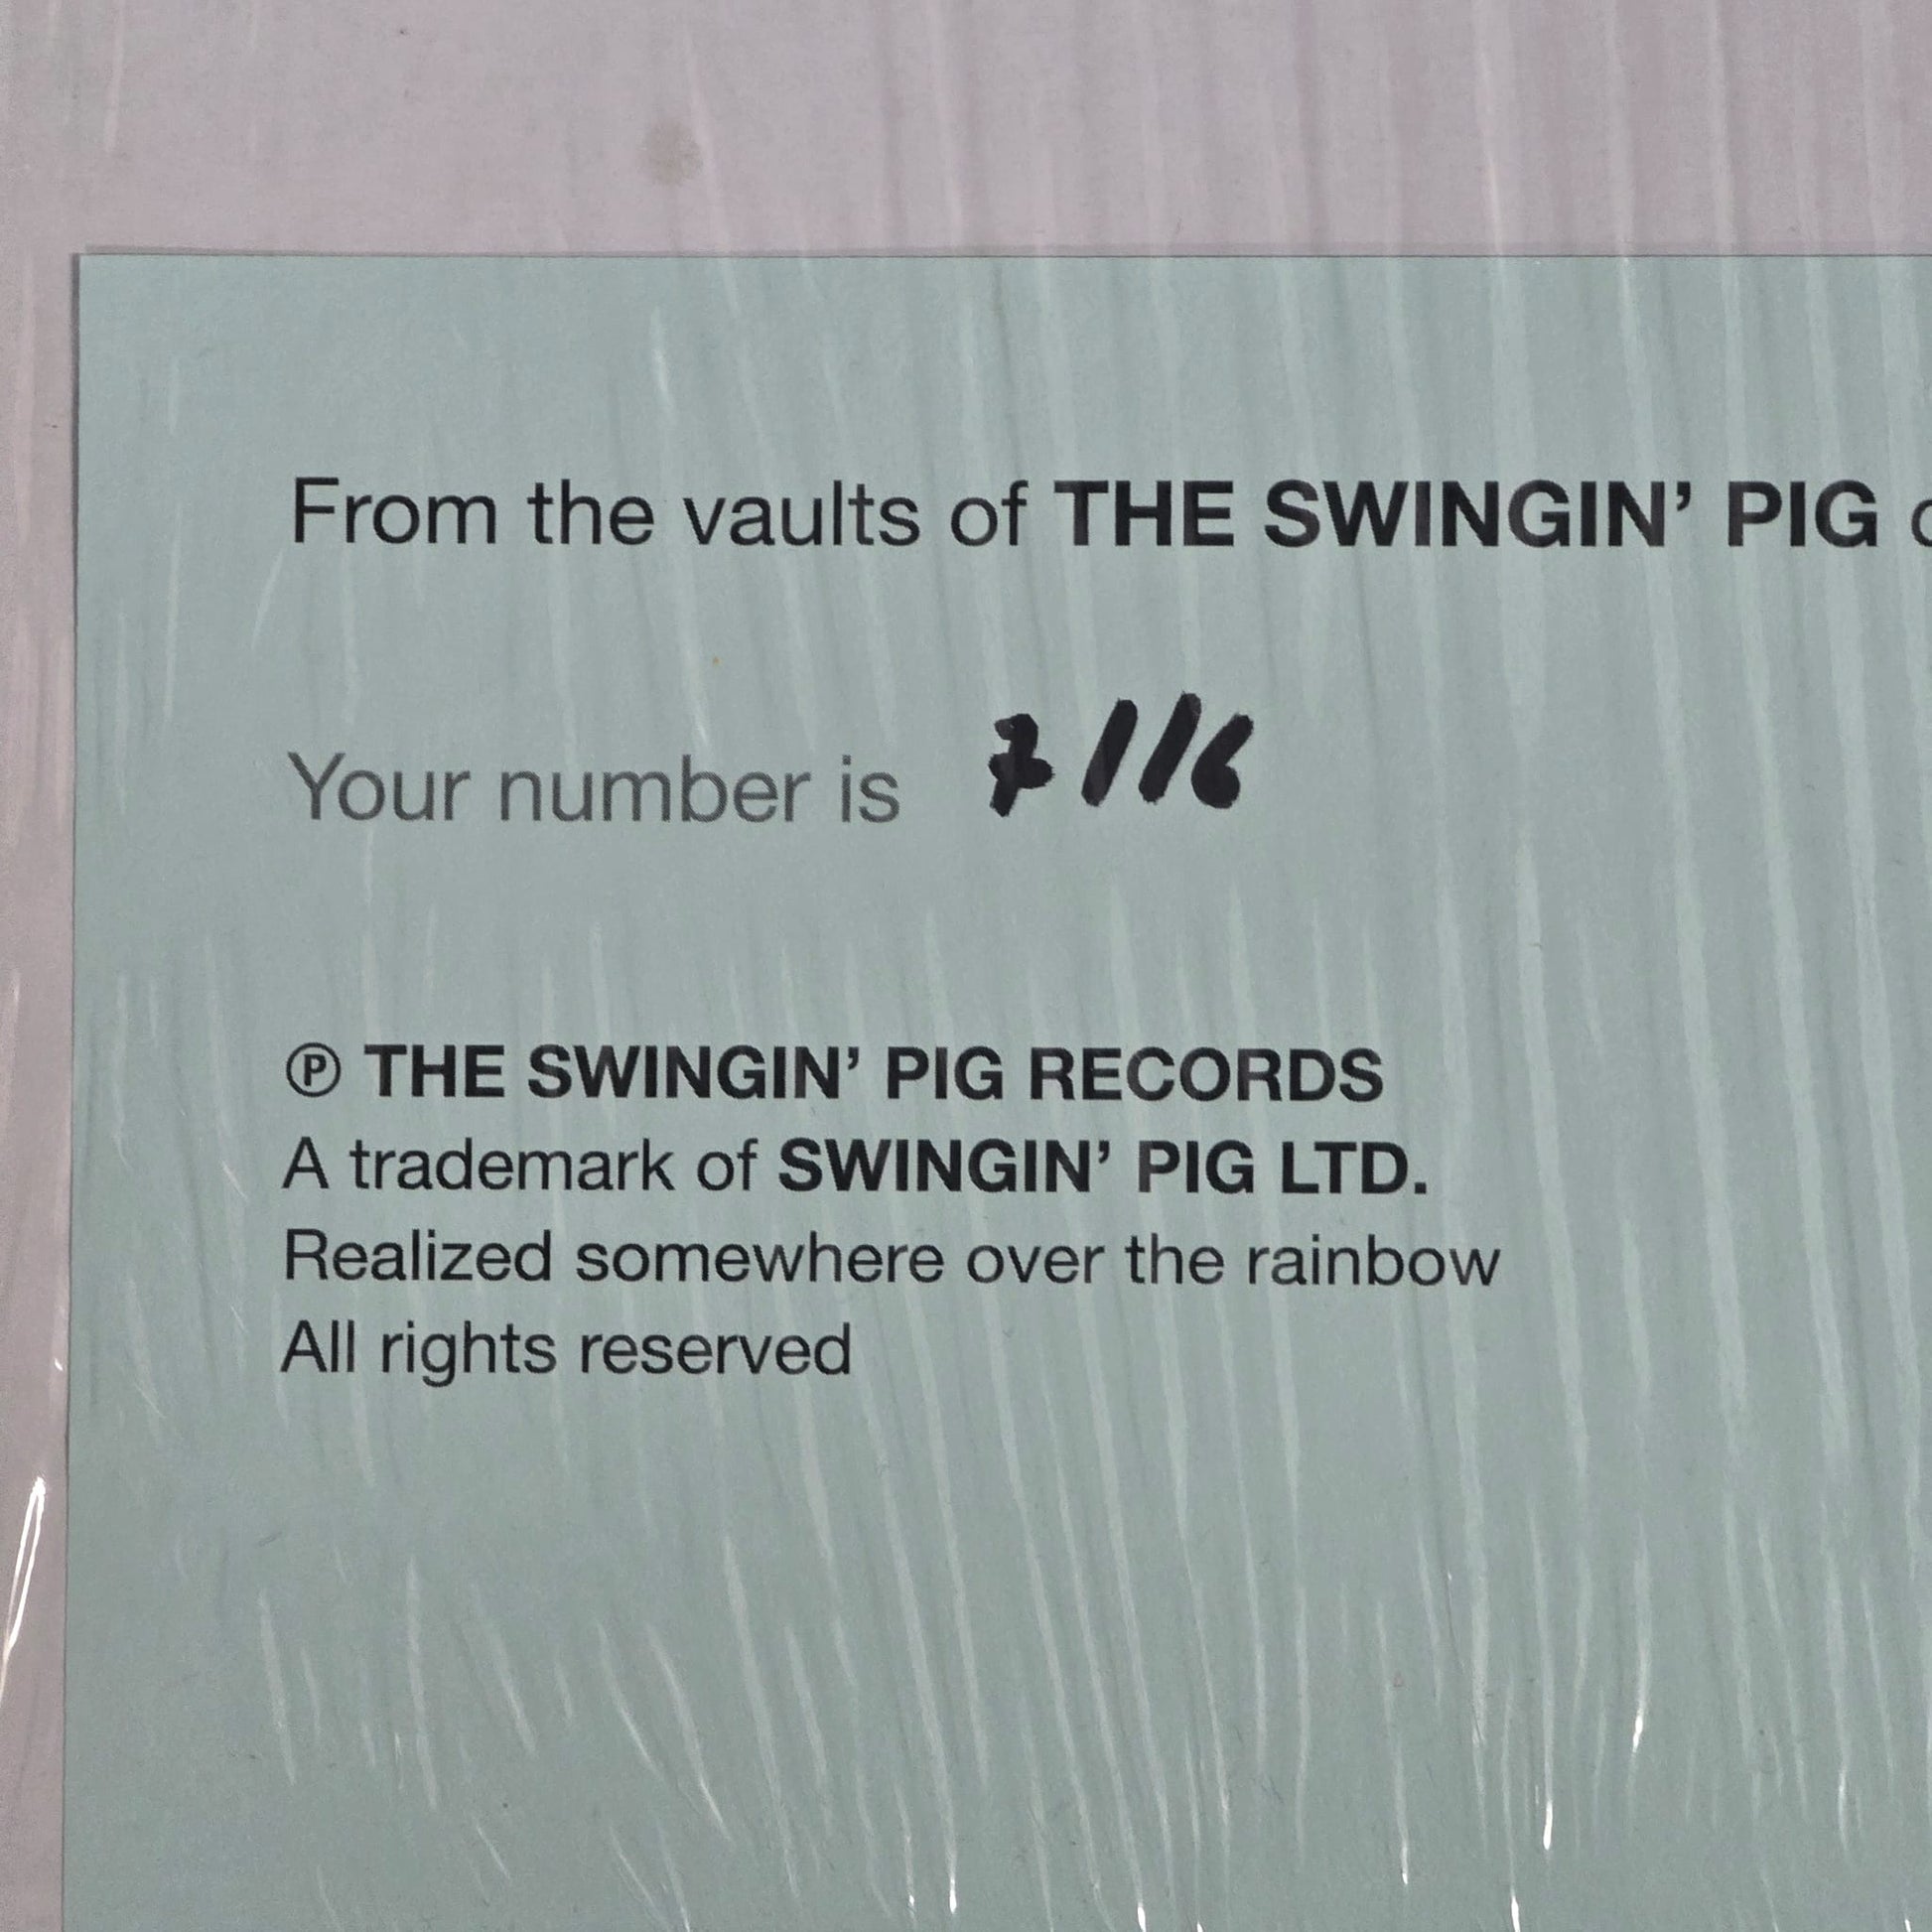 From the vaults of THE SWINGIN’ PIG
Your number is 7116
Ⓟ THE SWINGIN’ PIG RECORDS
A trademark of SWINGIN’ PIG LTD.
Realized somewhere over the rainbow
All rights reserved